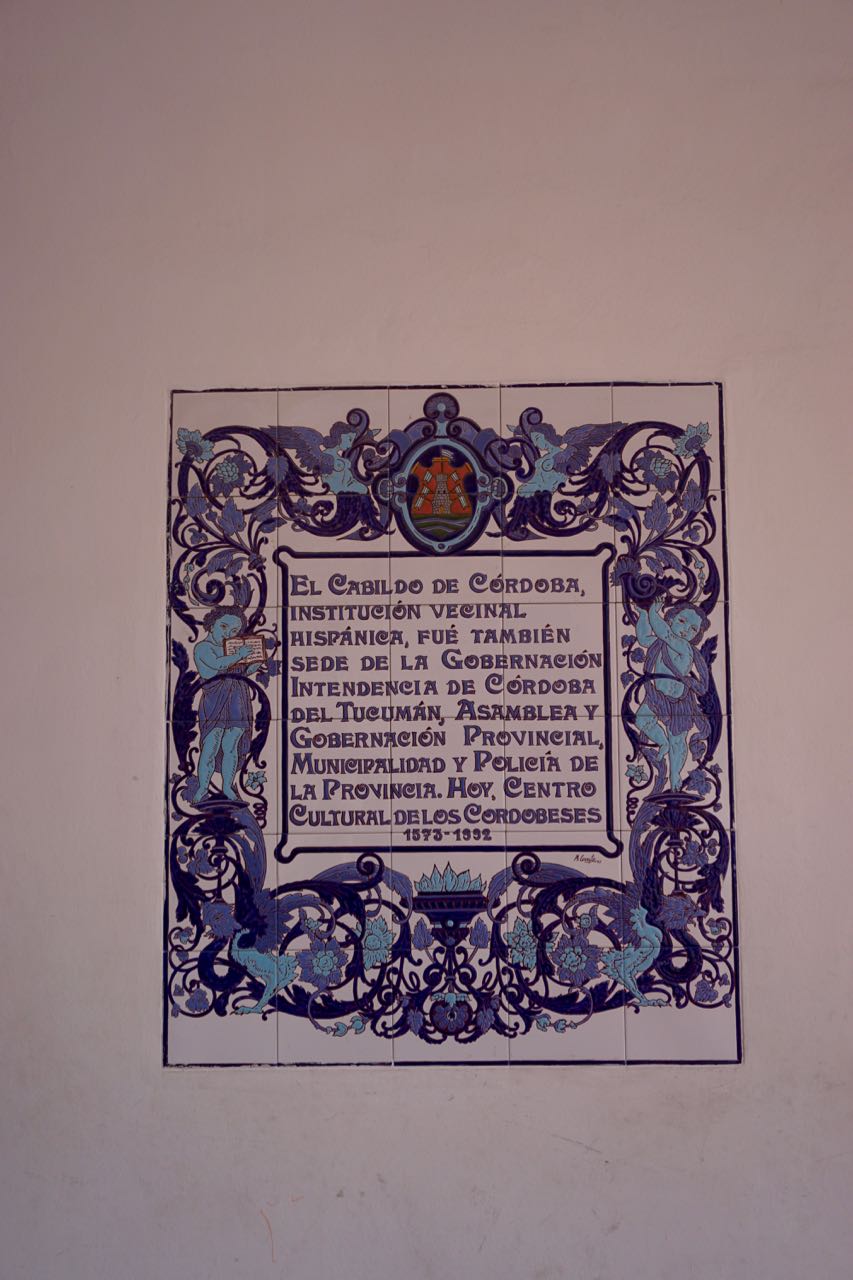 El Cabildo de Córdoba,
institución vecinal
hispánica, fué también
sede de la Gobernación
Intendencia de Córdoba
del Tucumán, Asamblea y
Gobernación Provincial,
Municipalidad y Policía de
la Provincia. Hoy, Centro
Cultural de los Cordobeses
1573-1992